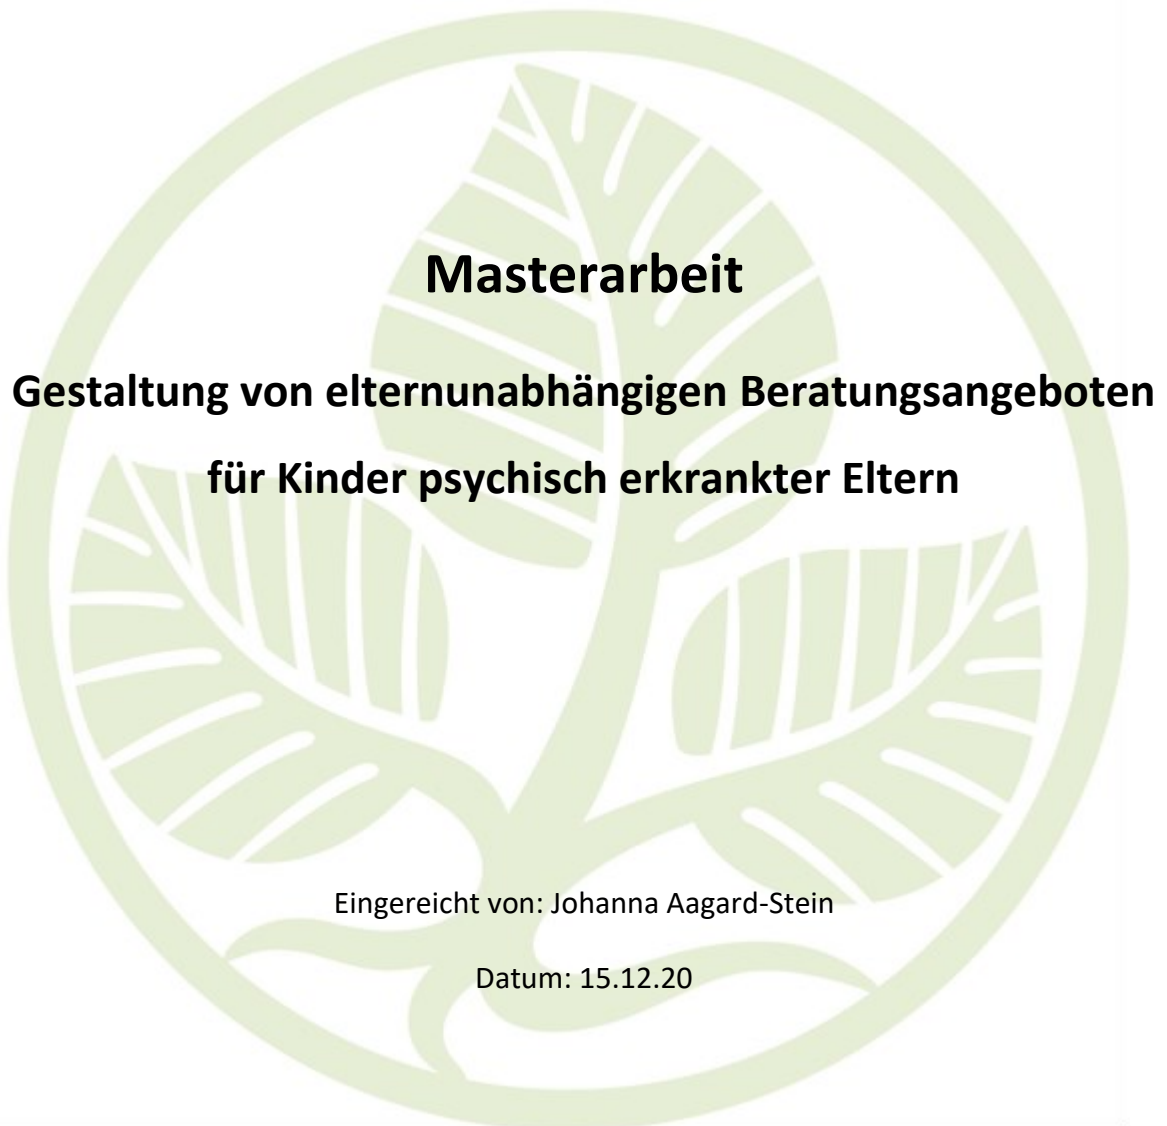 Masterarbeit
Gestaltung von elternunabhängigen Beratungsangeboten
für Kinder psychisch erkrankter Eltern
Eingereicht von: Johanna Aagard-Stein
Datum: 15.12.20